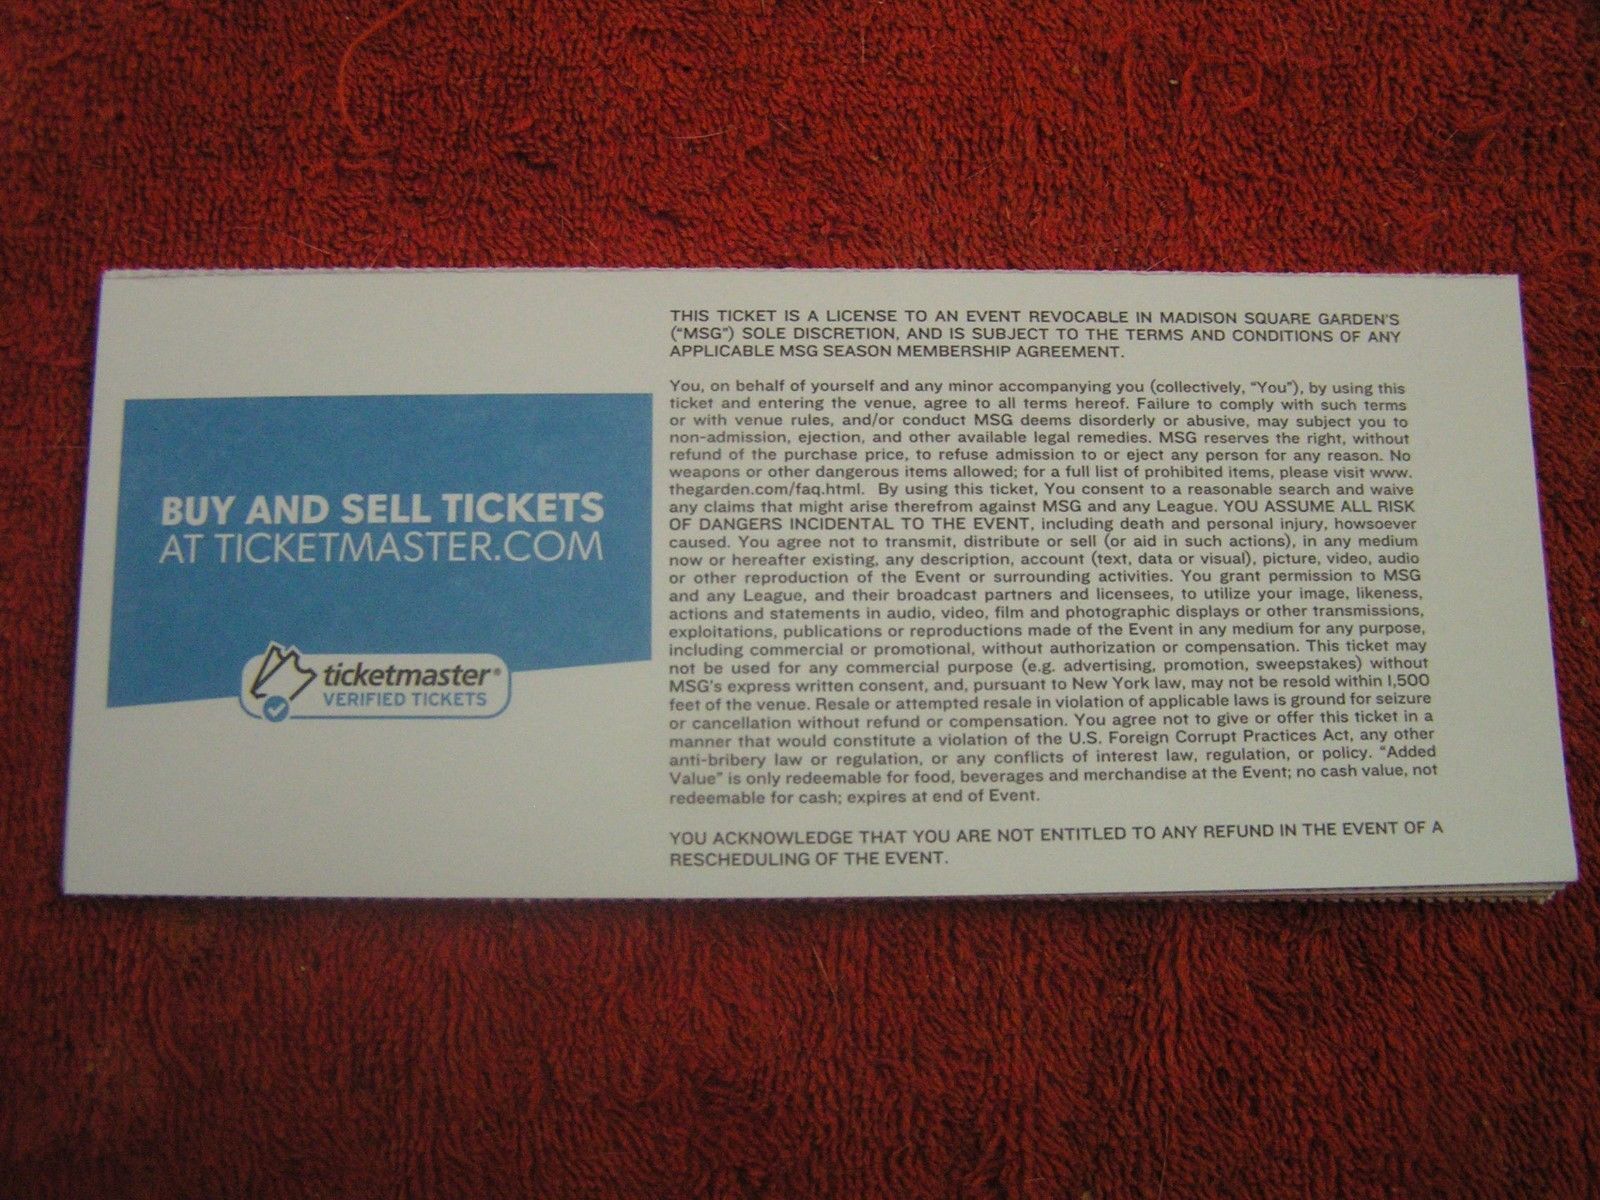 BUY AND SELL TICKETS
AT TICKETMASTER.COM
ticketmaster®
VERIFIED TICKETS
THIS TICKET IS A LICENSE TO AN EVENT REVOCABLE IN MADISON SQUARE GARDEN'S
("MSG") SOLE DISCRETION, AND IS SUBJECT TO THE TERMS AND CONDITIONS OF ANY
APPLICABLE MSG SEASON MEMBERSHIP AGREEMENT.
You, on behalf of yourself and any minor accompanying you (collectively, "You"), by using this
ticket and entering the venue, agree to all terms hereof. Failure to comply with such terms
or with venue rules, and/or conduct MSG deems disorderly or abusive, may subject you to
non-admission, ejection, and other available legal remedies. MSG reserves the right, without
refund of the purchase price, to refuse admission to or eject any person for any reason. No
weapons or other dangerous items allowed; for a full list of prohibited items, please visit www.
thegarden.com/faq.html. By using this ticket, You consent to a reasonable search and waive
any claims that might arise therefrom against MSG and any League. YOU ASSUME ALL RISK
OF DANGERS INCIDENTAL TO THE EVENT, including death and personal injury, howsoever
caused. You agree not to transmit, distribute or sell (or aid in such actions), in any medium
now or hereafter existing, any description, account (text, data or visual), picture, video, audio
or other reproduction of the Event or surrounding activities. You grant permission to MSG
and any League, and their broadcast partners and licensees, to utilize your image, likeness,
actions and statements in audio, video, film and photographic displays or other transmissions,
exploitations, publications or reproductions made of the Event in any medium for any purpose,
including commercial or promotional, without authorization or compensation. This ticket may
not be used for any commercial purpose (e.g. advertising, promotion, sweepstakes) without
MSG's express written consent, and, pursuant to New York law, may not be resold within 1,500
feet of the venue. Resale or attempted resale in violation of applicable laws is ground for seizure
or cancellation without refund or compensation. You agree not to give or offer this ticket in a
manner that would constitute a violation of the U.S. Foreign Corrupt Practices Act, any other
anti-bribery law or regulation, or any conflicts of interest law, regulation, or policy. "Added
Value" is only redeemable for food, beverages and merchandise at the Event; no cash value, not
redeemable for cash; expires at end of Event.
YOU ACKNOWLEDGE THAT YOU ARE NOT ENTITLED TO ANY REFUND IN THE EVENT OF A
RESCHEDULING OF THE EVENT.